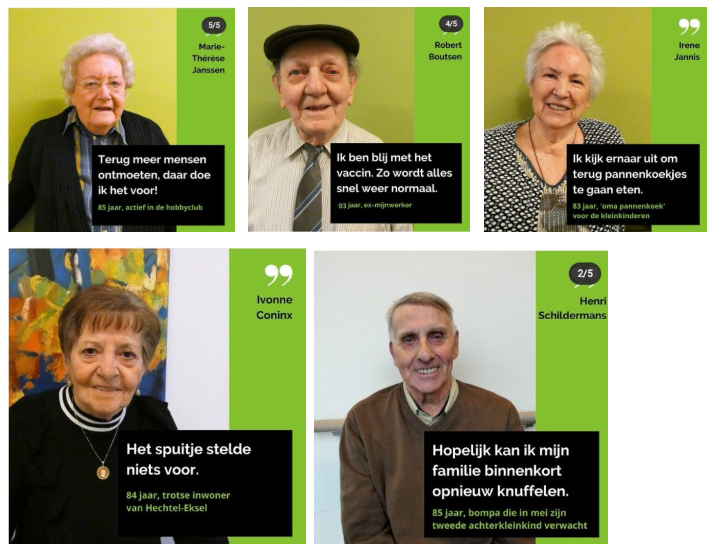 5/5
Marie-
Thérèse
Janssen
Terug meer mensen
ontmoeten, daar doe
ik het voor!
85 jaar, actief in de hobbyclub
4/5
Robert
Boutsen
Ik ben blij met het
vaccin. Zo wordt alles
snel weer normaal.
93 jaar, ex-mijnwerker
Irene
Jannis
Ik kijk ernaar uit om
terug pannenkoekjes
te gaan eten.
83 jaar, 'oma pannenkoek'
voor de kleinkinderen
Ivonne
Coninx
Het spuitje stelde
niets voor.
84 jaar, trotse inwoner
van Hechtel-Eksel
2/5
Henri
Schildermans
Hopelijk kan ik mijn
familie binnenkort
opnieuw knuffelen.
85 jaar, bompa die in mei zijn
tweede achterkleinkind verwacht